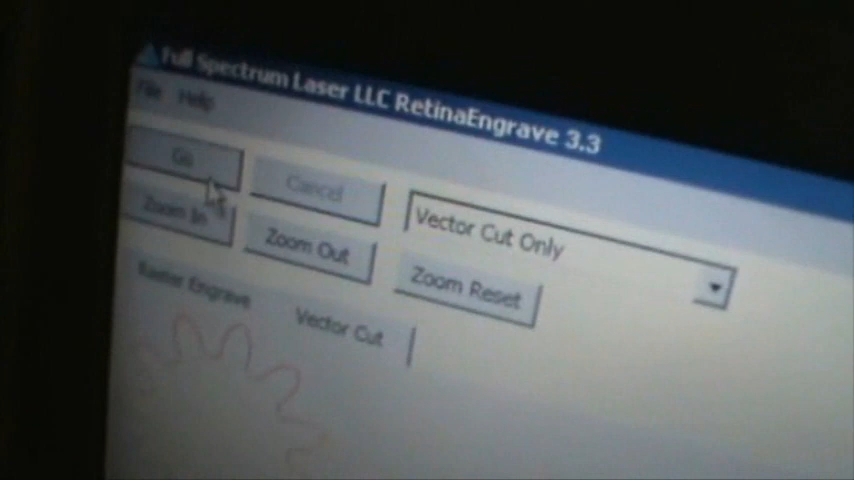 Full Spectrum Laser LLC RetinaEngrave 3.3
File Help
Go Cancel Vector Cut Only
Zoom In Zoom Out Zoom Reset
Raster Engrave Vector Cut